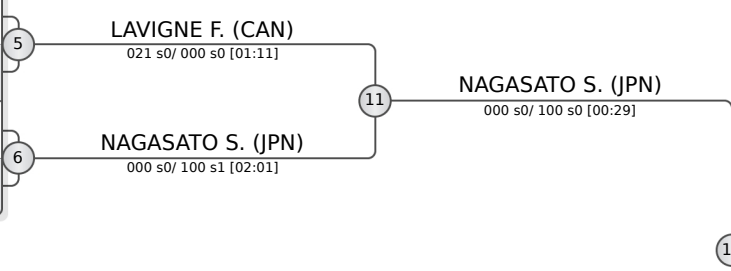 LAVIGNE F. (CAN)
5
021 s0/ 000 s0 [01:11]
NAGASATO S. (JPN)
11
000 s0/ 100 s0 [00:29]
NAGASATO S. (JPN)
6
000 s0/ 100 s1 [02:01]